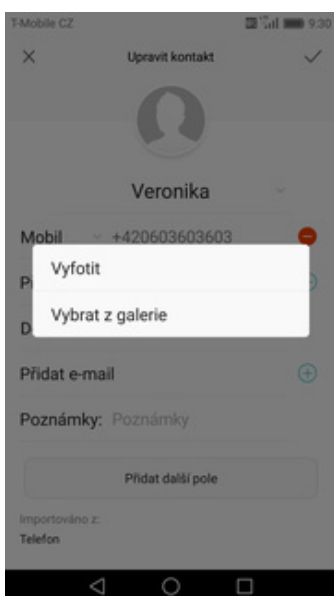 T-Mobile CZ 9:30
Upravit kontakt
Veronika
Mobil +420603603603
Vyfotit
Vybrat z galerie
Přidat e-mail
Poznámky: Poznámky
Přidat další pole
Importováno z:
Telefon